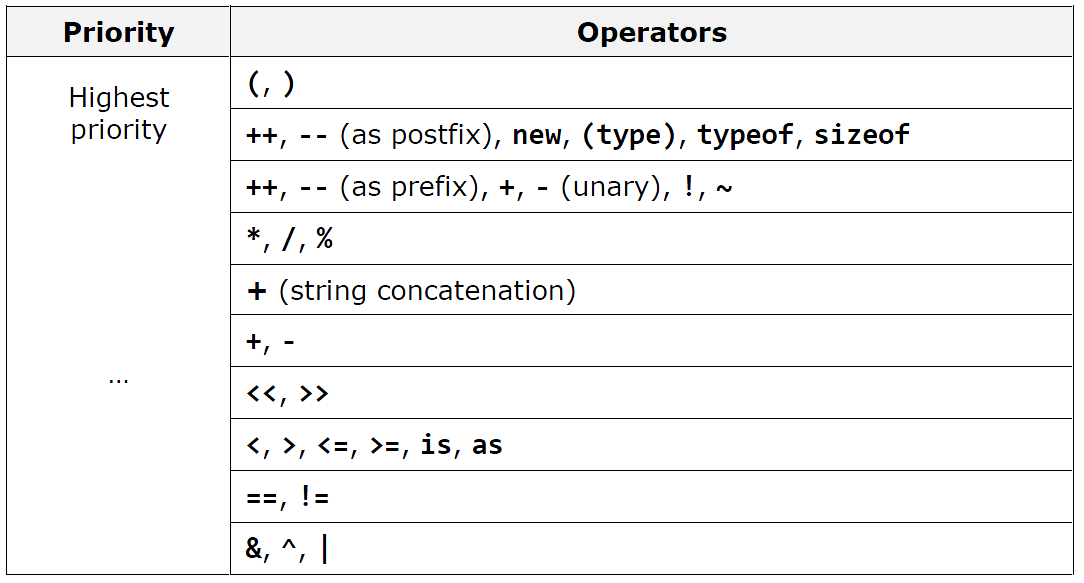 Priority Operators
Highest
priority
(, )
++, -- (as postfix), new, (type), typeof, sizeof
++, -- (as prefix), +, - (unary), !, ~
*, /, %
+ (string concatenation)
+, -
...
<<, >>
<, >, <=, >=, is, as
==, !=
&, ^, |